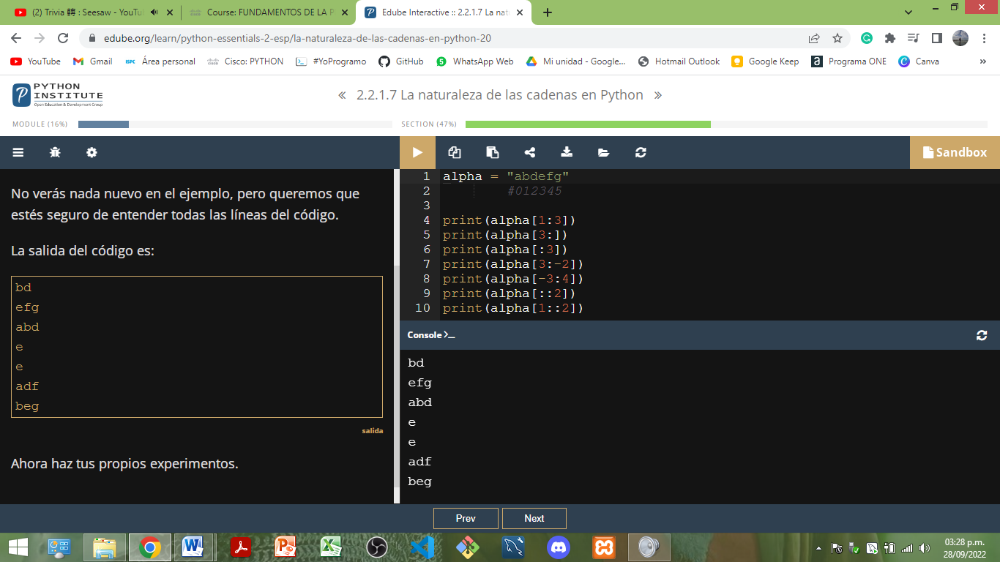 (2) Trivia 轉 : Seesaw - YouTu
Course: FUNDAMENTOS DE LA P
Edube Interactive :: 2.2.1.7 La nat
edube.org/learn/python-essentials-2-esp/la-naturaleza-de-las-cadenas-en-python-20
YouTube
Gmail
ispc Área personal
Cisco: PYTHON
#YoProgramo
GitHub
5 WhatsApp Web
Mi unidad - Google...
Hotmail Outlook
Google Keep
a Programa ONE
Canva
»
PYTHON
INSTITUTE
Open Education & Development Group
« 2.2.1.7 La naturaleza de las cadenas en Python »
MODULE (16%)
SECTION (47%)
Sandbox
No verás nada nuevo en el ejemplo, pero queremos que
estés seguro de entender todas las líneas del código.
La salida del código es:
bd
efg
abd
e
e
adf
beg
salida
Ahora haz tus propios experimentos.
1 alpha = "abdefg"
2 #012345
3
4 print(alpha[1:3])
5 print(alpha[3:])
6 print(alpha[:3])
7 print(alpha[3:-2])
8 print(alpha[-3:4])
9 print(alpha[::2])
10 print(alpha[1::2])
Console >_
bd
efg
abd
e
e
adf
beg
Prev
Next
03:28 p.m.
28/09/2022